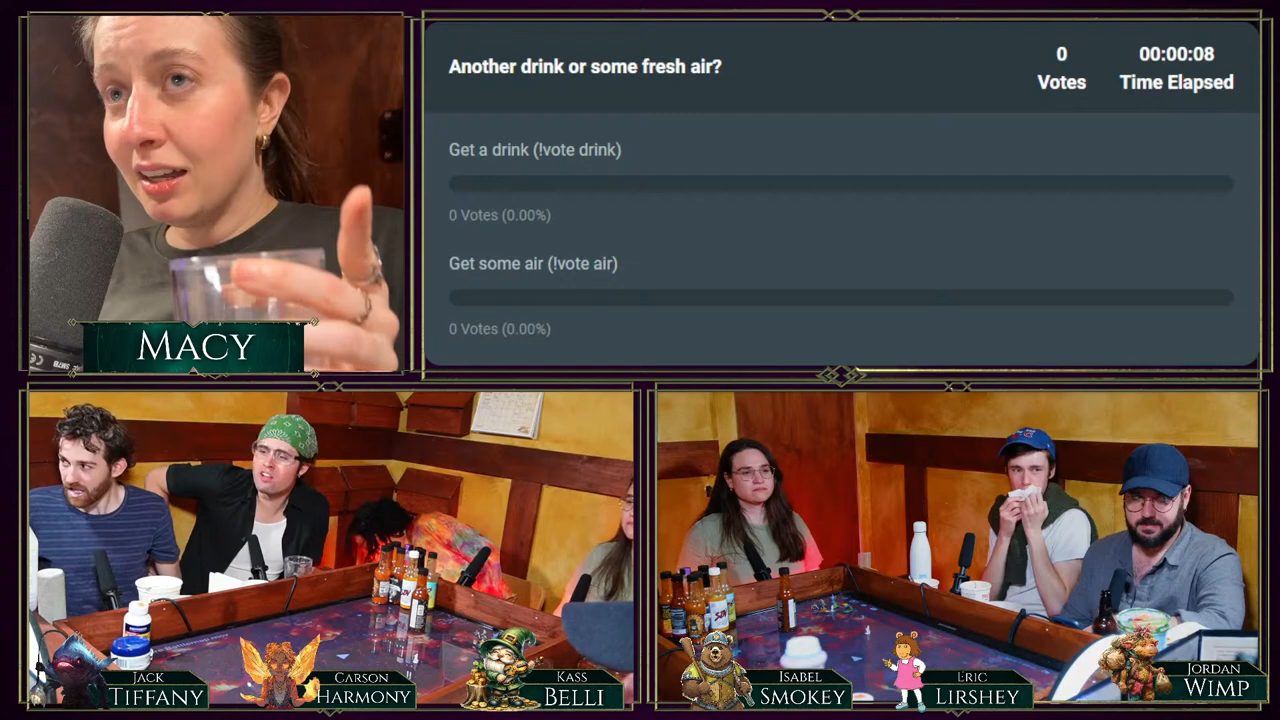 Another drink or some fresh air?
0
Votes
00:00:08
Time Elapsed
Get a drink (!vote drink)
0 Votes (0.00%)
Get some air (!vote air)
0 Votes (0.00%)
MACY
JACK
TIFFANY
CARSON
HARMONY
KASS
BELLI
ISABEL
SMOKEY
ERIC
LIRSHEY
JORDAN
WIMP